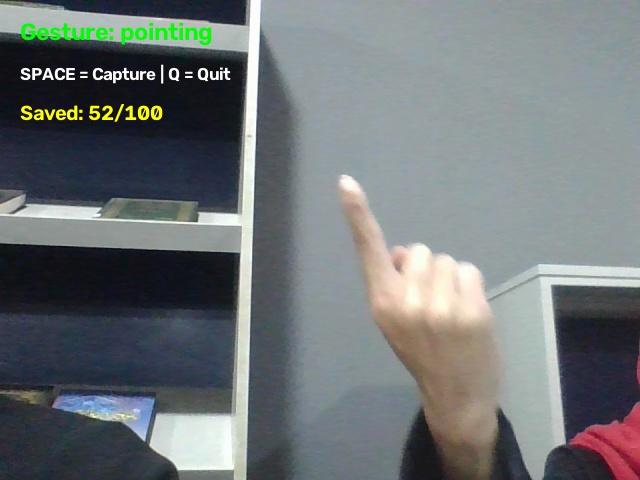 Gesture: pointing
SPACE = Capture | Q = Quit
Saved: 52/100